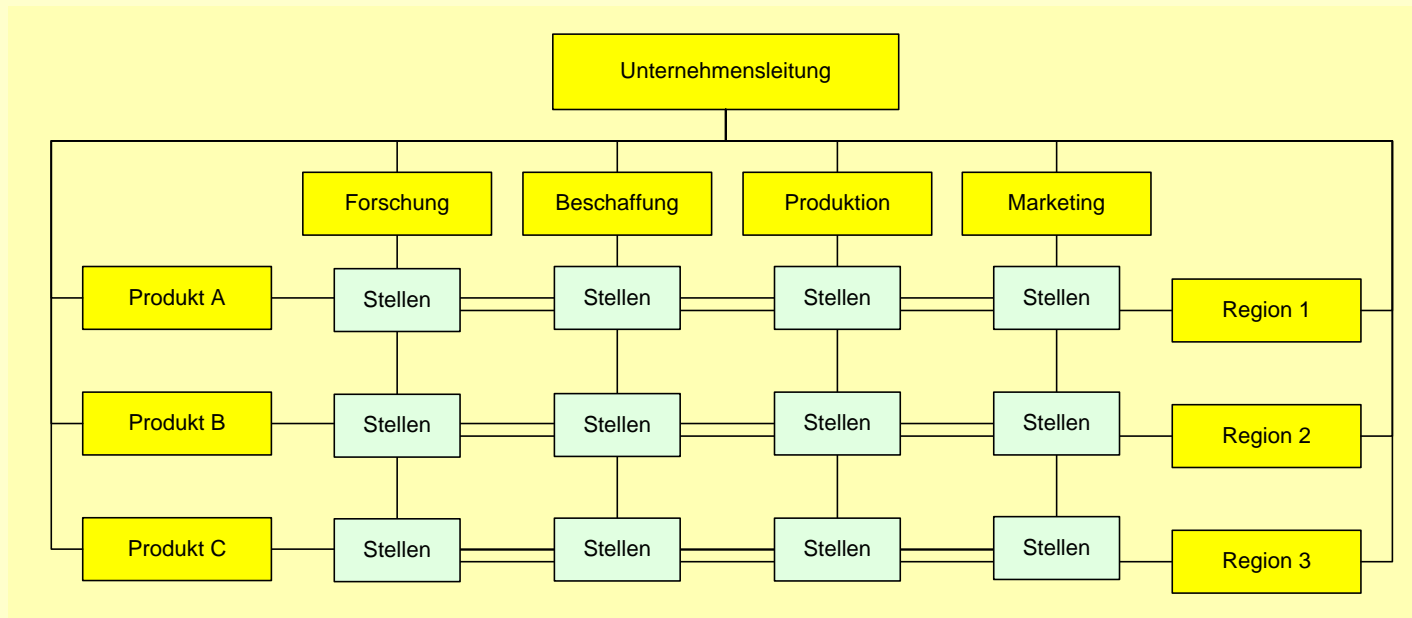 Unternehmensleitung
Forschung
Beschaffung
Produktion
Marketing
Produkt A
Stellen
Stellen
Stellen
Stellen
Region 1
Produkt B
Stellen
Stellen
Stellen
Stellen
Region 2
Produkt C
Stellen
Stellen
Stellen
Stellen
Region 3